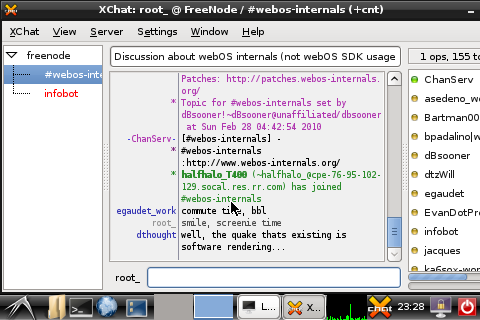 XChat: root_ @ FreeNode / #webos-internals (+cnt)
XChat View Server Settings Window Help
freenode
#webos-inte
infobot
Discussion about webOS internals (not webOS SDK usage
1 ops, 155 to
Patches: http://patches.webos-internals.
org/
* Topic for #webos-internals set by
dBsooner!~dBsooner@unaffiliated/dbsooner
at Sun Feb 28 04:42:54 2010
-ChanServ- [#webos-internals] -
* #webos-internals
:http://www.webos-internals.org/
* halfhalo_T400 (~halfhalo_@cpe-76-95-102-
129.socal.res.rr.com) has joined
#webos-internals
egaudet_work commute time, bbl
root_ smile, screenie time
dthought well, the quake thats existing is
software rendering...
ChanServ
asedeno_we
Bartman00
bpadalino|w
dBsooner
dtzWill
egaudet
EvanDotPr
infobot
jacques
ka6sox-wor
root_
L...
X...
chat
23:28